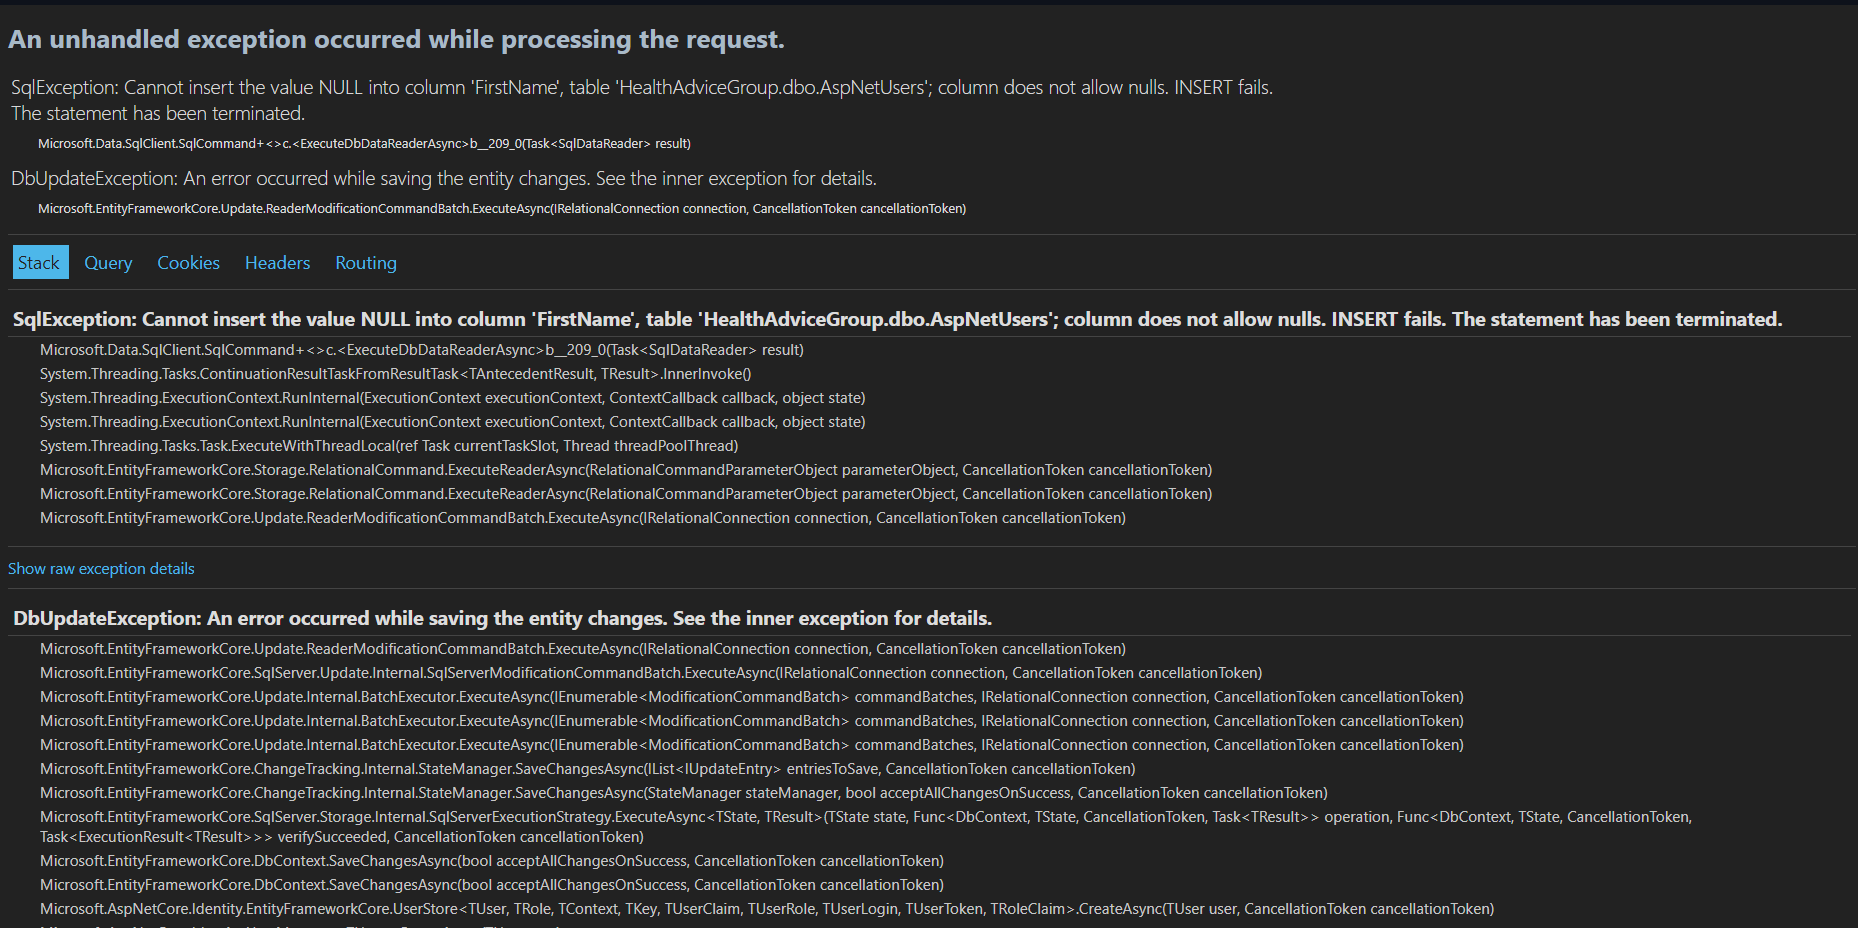 An unhandled exception occurred while processing the request.
SqlException: Cannot insert the value NULL into column 'FirstName', table 'HealthAdviceGroup.dbo.AspNetUsers'; column does not allow nulls. INSERT fails.
The statement has been terminated.
Microsoft.Data.SqlClient.SqlCommand+<>c.<ExecuteDbDataReaderAsync>b__209_0(Task<SqlDataReader> result)
DbUpdateException: An error occurred while saving the entity changes. See the inner exception for details.
Microsoft.EntityFrameworkCore.Update.ReaderModificationCommandBatch.ExecuteAsync(IRelationalConnection connection, CancellationToken cancellationToken)
Stack Query Cookies Headers Routing
SqlException: Cannot insert the value NULL into column 'FirstName', table 'HealthAdviceGroup.dbo.AspNetUsers'; column does not allow nulls. INSERT fails. The statement has been terminated.
Microsoft.Data.SqlClient.SqlCommand+<>c.<ExecuteDbDataReaderAsync>b__209_0(Task<SqlDataReader> result)
System.Threading.Tasks.ContinuationResultTaskFromResultTask<TAntecedentResult, TResult>.InnerInvoke()
System.Threading.ExecutionContext.RunInternal(ExecutionContext executionContext, ContextCallback callback, object state)
System.Threading.ExecutionContext.RunInternal(ExecutionContext executionContext, ContextCallback callback, object state)
System.Threading.Tasks.Task.ExecuteWithThreadLocal(ref Task currentTaskSlot, Thread threadPoolThread)
Microsoft.EntityFrameworkCore.Storage.RelationalCommand.ExecuteReaderAsync(RelationalCommandParameterObject parameterObject, CancellationToken cancellationToken)
Microsoft.EntityFrameworkCore.Storage.RelationalCommand.ExecuteReaderAsync(RelationalCommandParameterObject parameterObject, CancellationToken cancellationToken)
Microsoft.EntityFrameworkCore.Update.ReaderModificationCommandBatch.ExecuteAsync(IRelationalConnection connection, CancellationToken cancellationToken)
Show raw exception details
DbUpdateException: An error occurred while saving the entity changes. See the inner exception for details.
Microsoft.EntityFrameworkCore.Update.ReaderModificationCommandBatch.ExecuteAsync(IRelationalConnection connection, CancellationToken cancellationToken)
Microsoft.EntityFrameworkCore.SqlServer.Update.Internal.SqlServerModificationCommandBatch.ExecuteAsync(IRelationalConnection connection, CancellationToken cancellationToken)
Microsoft.EntityFrameworkCore.Update.Internal.BatchExecutor.ExecuteAsync(IEnumerable<ModificationCommandBatch> commandBatches, IRelationalConnection connection, CancellationToken cancellationToken)
Microsoft.EntityFrameworkCore.Update.Internal.BatchExecutor.ExecuteAsync(IEnumerable<ModificationCommandBatch> commandBatches, IRelationalConnection connection, CancellationToken cancellationToken)
Microsoft.EntityFrameworkCore.Update.Internal.BatchExecutor.ExecuteAsync(IEnumerable<ModificationCommandBatch> commandBatches, IRelationalConnection connection, CancellationToken cancellationToken)
Microsoft.EntityFrameworkCore.ChangeTracking.Internal.StateManager.SaveChangesAsync(IList<IUpdateEntry> entriesToSave, CancellationToken cancellationToken)
Microsoft.EntityFrameworkCore.ChangeTracking.Internal.StateManager.SaveChangesAsync(StateManager stateManager, bool acceptAllChangesOnSuccess, CancellationToken cancellationToken)
Microsoft.EntityFrameworkCore.SqlServer.Storage.Internal.SqlServerExecutionStrategy.ExecuteAsync<TState, TResult>(TState state, Func<DbContext, TState, CancellationToken, Task<TResult>> operation, Func<DbContext, TState, CancellationToken,
Task<ExecutionResult<TResult>>> verifySucceeded, CancellationToken cancellationToken)
Microsoft.EntityFrameworkCore.DbContext.SaveChangesAsync(bool acceptAllChangesOnSuccess, CancellationToken cancellationToken)
Microsoft.EntityFrameworkCore.DbContext.SaveChangesAsync(bool acceptAllChangesOnSuccess, CancellationToken cancellationToken)
Microsoft.AspNetCore.Identity.EntityFrameworkCore.UserStore<TUser, TRole, TContext, TKey, TUserClaim, TUserRole, TUserLogin, TUserToken, TRoleClaim>.CreateAsync(TUser user, CancellationToken cancellationToken)